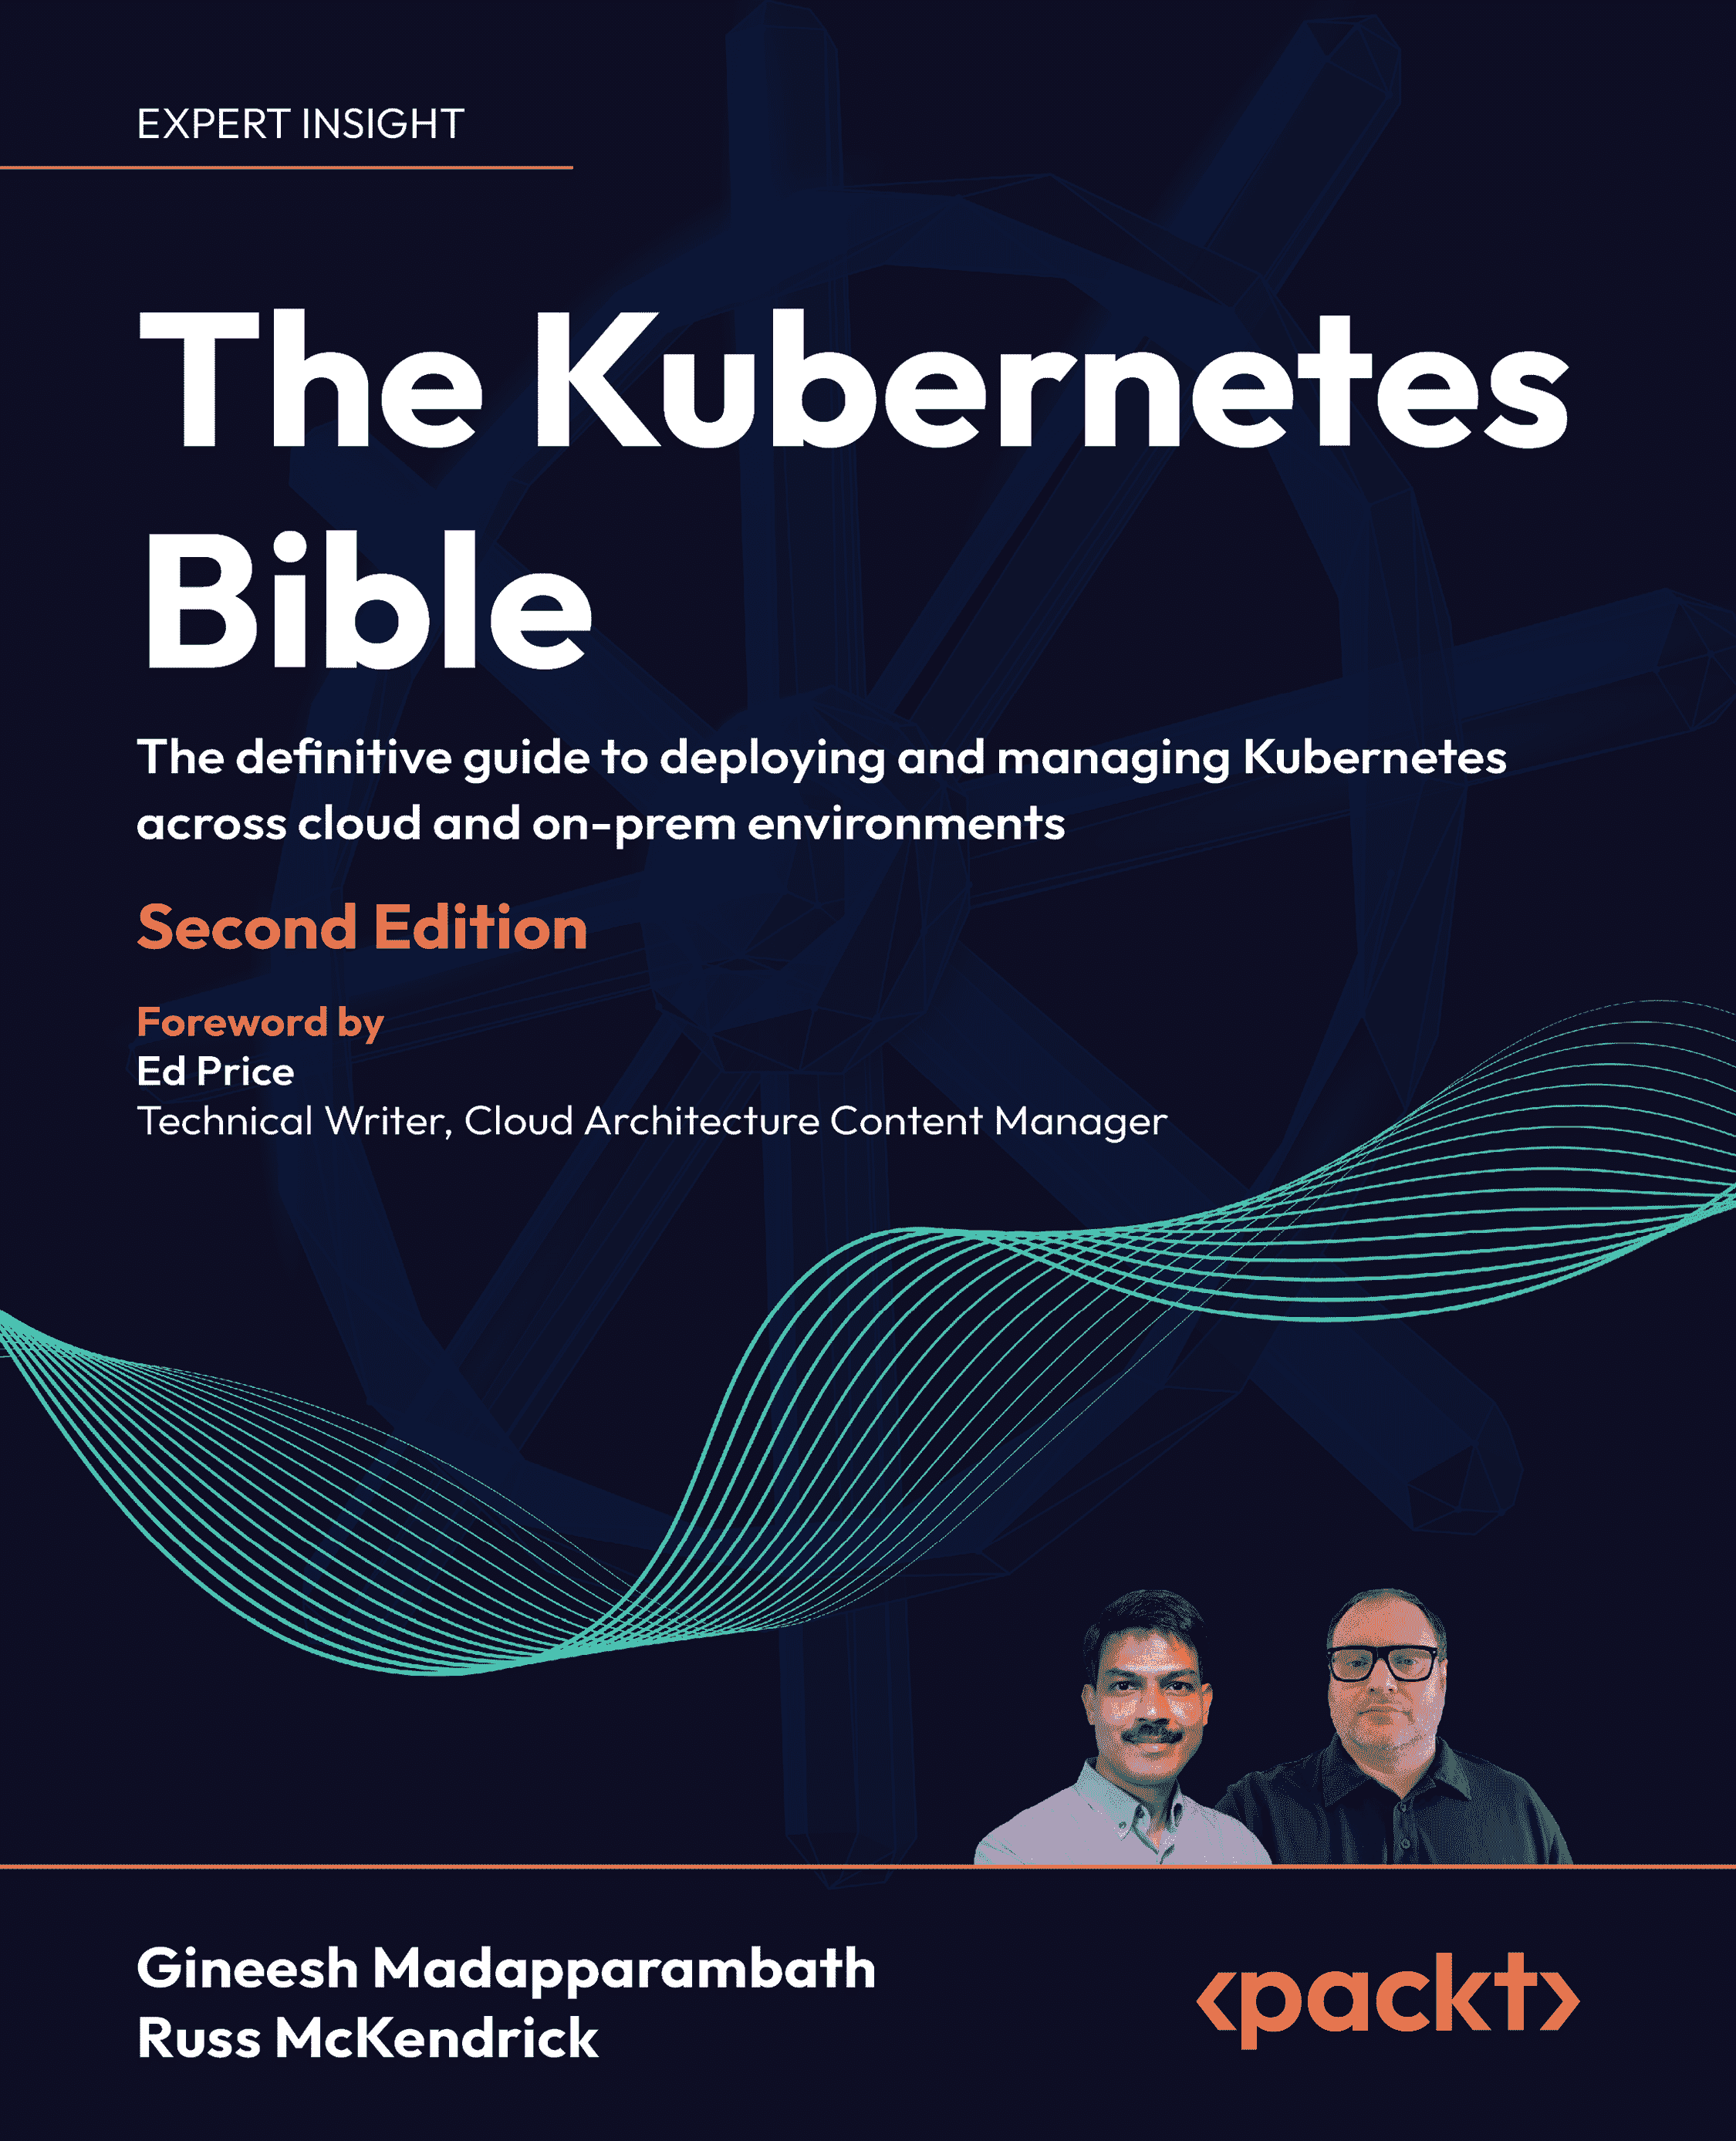 EXPERT INSIGHT
The Kubernetes
Bible
The definitive guide to deploying and managing Kubernetes
across cloud and on-prem environments
Second Edition
Foreword by
Ed Price
Technical Writer, Cloud Architecture Content Manager
Gineesh Madapparambath
Russ McKendrick
<packt>